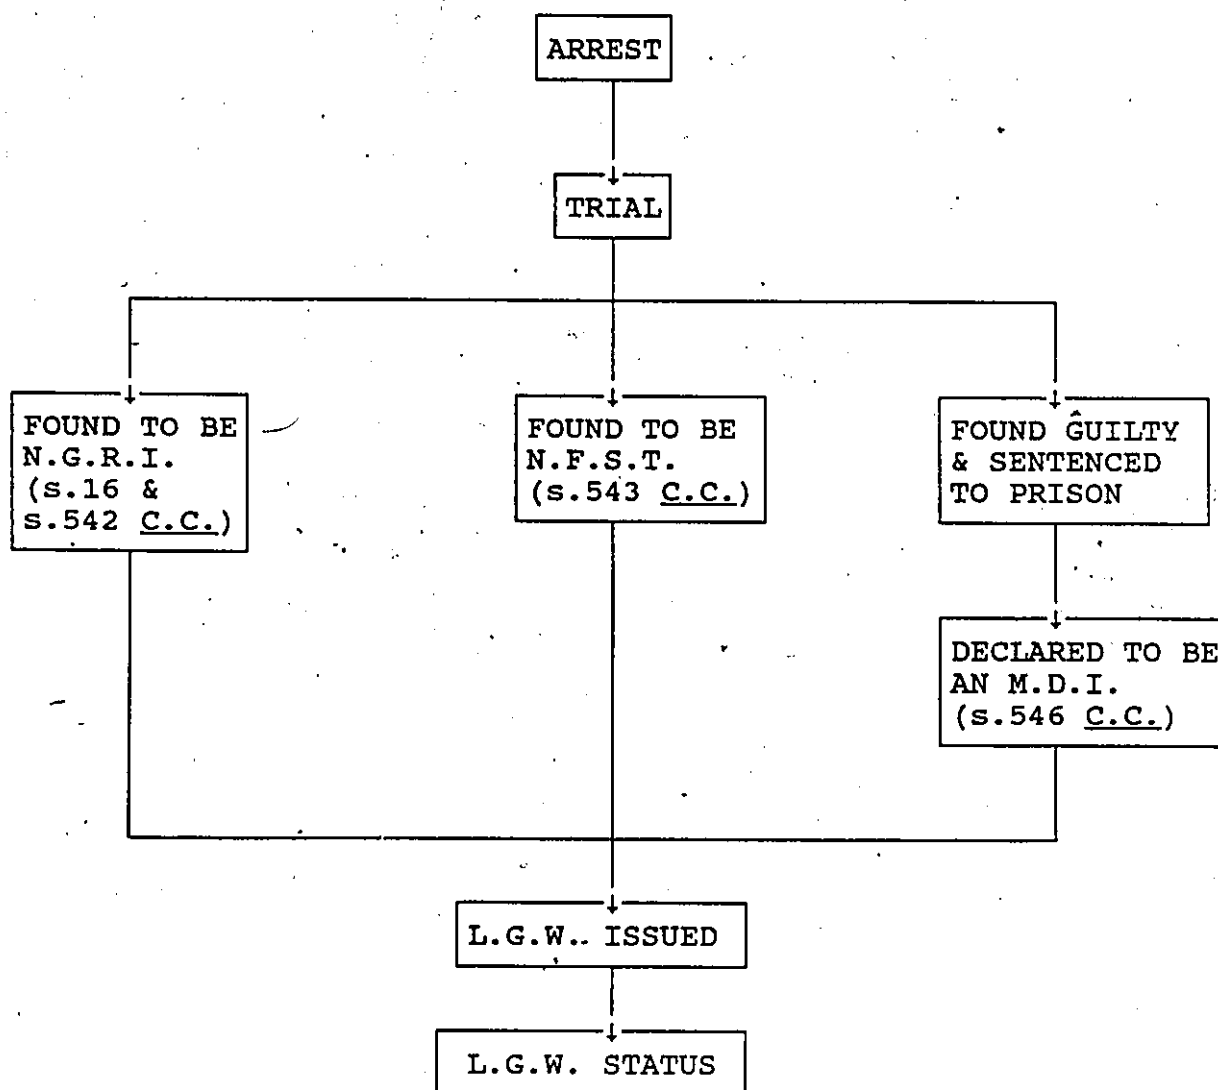 ARREST
TRIAL
FOUND TO BE
N.G.R.I.
(s.16 &
s.542 C.C.)
FOUND TO BE
N.F.S.T.
(s.543 C.C.)
FOUND GUILTY
& SENTENCED
TO PRISON
DECLARED TO BE
AN M.D.I.
(s.546 C.C.)
L.G.W. ISSUED
L.G.W. STATUS